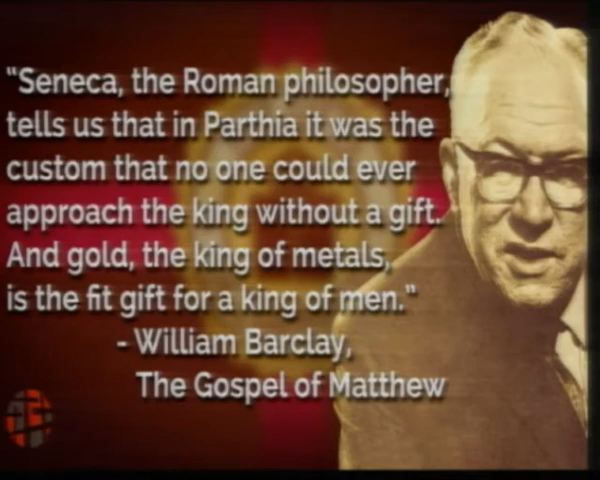 “Seneca, the Roman philosopher,
tells us that in Parthia it was the
custom that no one could ever
approach the king without a gift.
And gold, the king of metals,
is the fit gift for a king of men.”
- William Barclay,
The Gospel of Matthew